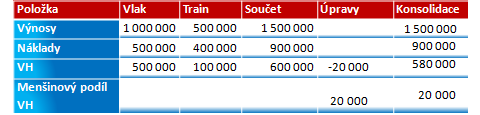 Položka Vlak Train Součet Úpravy Konsolidace
Výnosy 1 000 000 500 000 1 500 000 1 500 000
Náklady 500 000 400 000 900 000 900 000
VH 500 000 100 000 600 000 -20 000 580 000
Menšinový podíl
VH 20 000 20 000